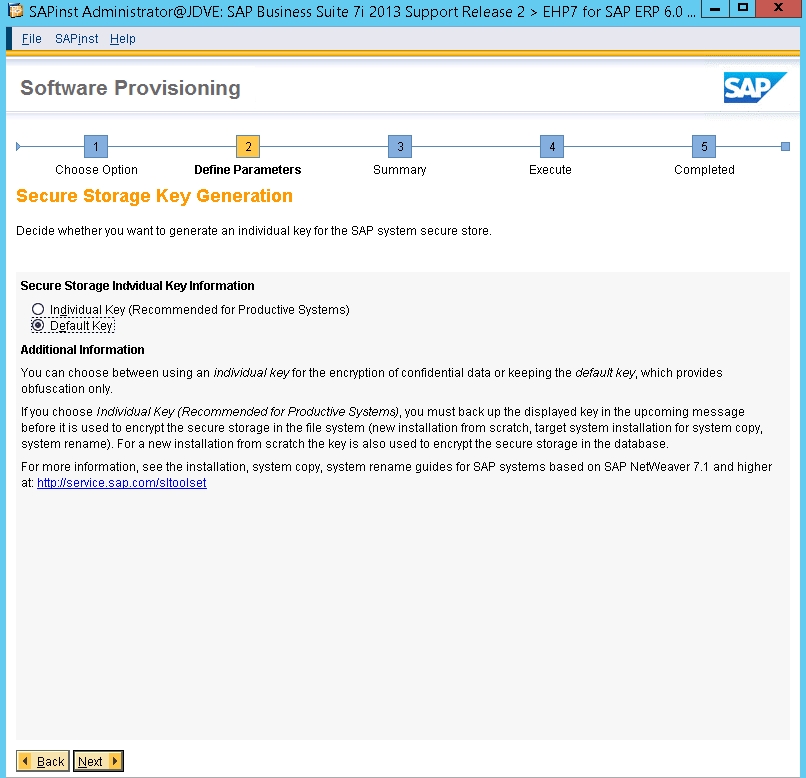 SAPinst Administrator@JDVE: SAP Business Suite 7i 2013 Support Release 2 > EHP7 for SAP ERP 6.0 ...
File SAPinst Help
Software Provisioning
SAP
1 2 3 4 5
Choose Option Define Parameters Summary Execute Completed
Secure Storage Key Generation
Decide whether you want to generate an individual key for the SAP system secure store.
Secure Storage Indvidual Key Information
Individual Key (Recommended for Productive Systems)
Default Key
Additional Information
You can choose between using an individual key for the encryption of confidential data or keeping the default key, which provides
obfuscation only.
If you choose Individual Key (Recommended for Productive Systems), you must back up the displayed key in the upcoming message
before it is used to encrypt the secure storage in the file system (new installation from scratch, target system installation for system copy,
system rename). For a new installation from scratch the key is also used to encrypt the secure storage in the database.
For more information, see the installation, system copy, system rename guides for SAP systems based on SAP NetWeaver 7.1 and higher
at: http://service.sap.com/sltoolset
Back Next